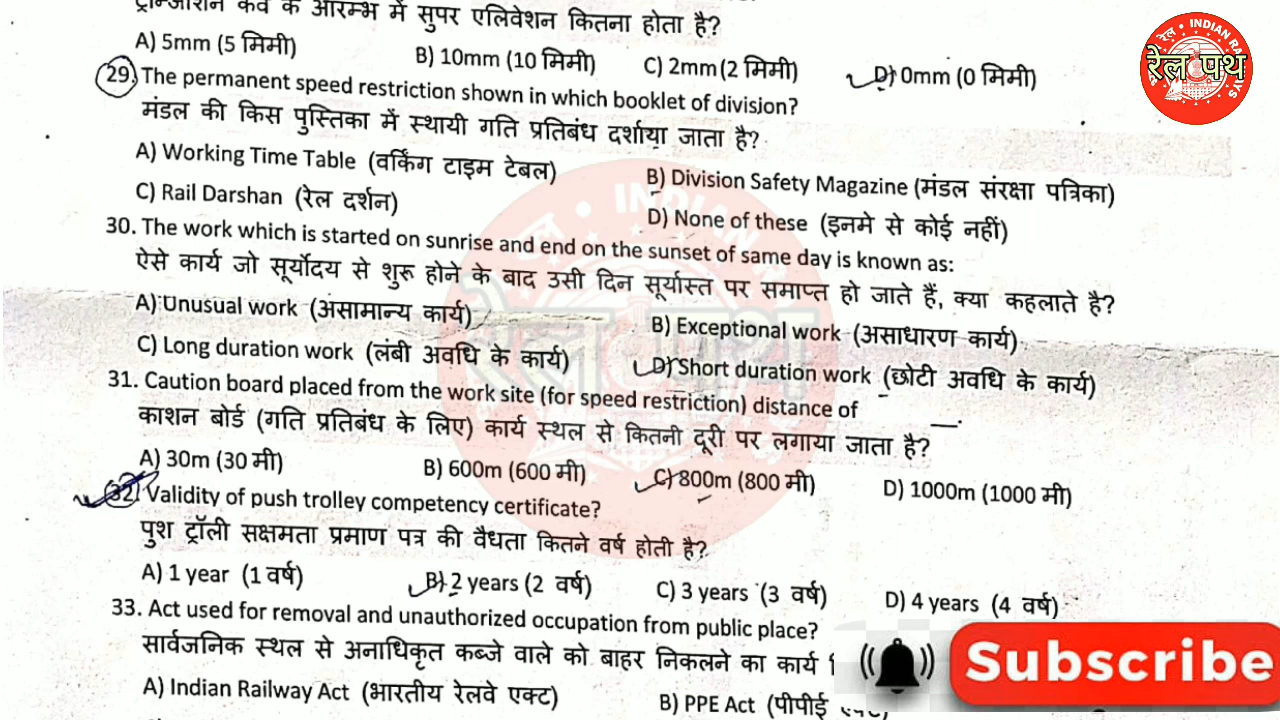 ट्रान्जिशन कर्व के आरम्भ में सुपर एलिवेशन कितना होता है?
A) 5mm (5 मिमी) B) 10mm (10 मिमी) C) 2mm (2 मिमी) D) 0mm (0 मिमी)
29. The permanent speed restriction shown in which booklet of division?
मंडल की किस पुस्तिका में स्थायी गति प्रतिबंध दर्शाया जाता है?
A) Working Time Table (वर्किंग टाइम टेबल) B) Division Safety Magazine (मंडल संरक्षा पत्रिका)
C) Rail Darshan (रेल दर्शन) D) None of these (इनमे से कोई नहीं)
30. The work which is started on sunrise and end on the sunset of same day is known as:
ऐसे कार्य जो सूर्योदय से शुरू होने के बाद उसी दिन सूर्यास्त पर समाप्त हो जाते हैं, क्या कहलाते है?
A) Unusual work (असामान्य कार्य) B) Exceptional work (असाधारण कार्य)
C) Long duration work (लंबी अवधि के कार्य) D) Short duration work (छोटी अवधि के कार्य)
31. Caution board placed from the work site (for speed restriction) distance of ___.
काशन बोर्ड (गति प्रतिबंध के लिए) कार्य स्थल से कितनी दूरी पर लगाया जाता है?
A) 30m (30 मी) B) 600m (600 मी) C) 800m (800 मी) D) 1000m (1000 मी)
32. Validity of push trolley competency certificate?
पुश ट्रॉली सक्षमता प्रमाण पत्र की वैधता कितने वर्ष होती है?
A) 1 year (1 वर्ष) B) 2 years (2 वर्ष) C) 3 years (3 वर्ष) D) 4 years (4 वर्ष)
33. Act used for removal and unauthorized occupation from public place?
सार्वजनिक स्थल से अनाधिकृत कब्जे वाले को बाहर निकलने का कार्य
A) Indian Railway Act (भारतीय रेलवे एक्ट) B) PPE Act (पीपीई एक्ट)
रेल पथ
रेल • INDIAN RAILWAYS
Subscribe